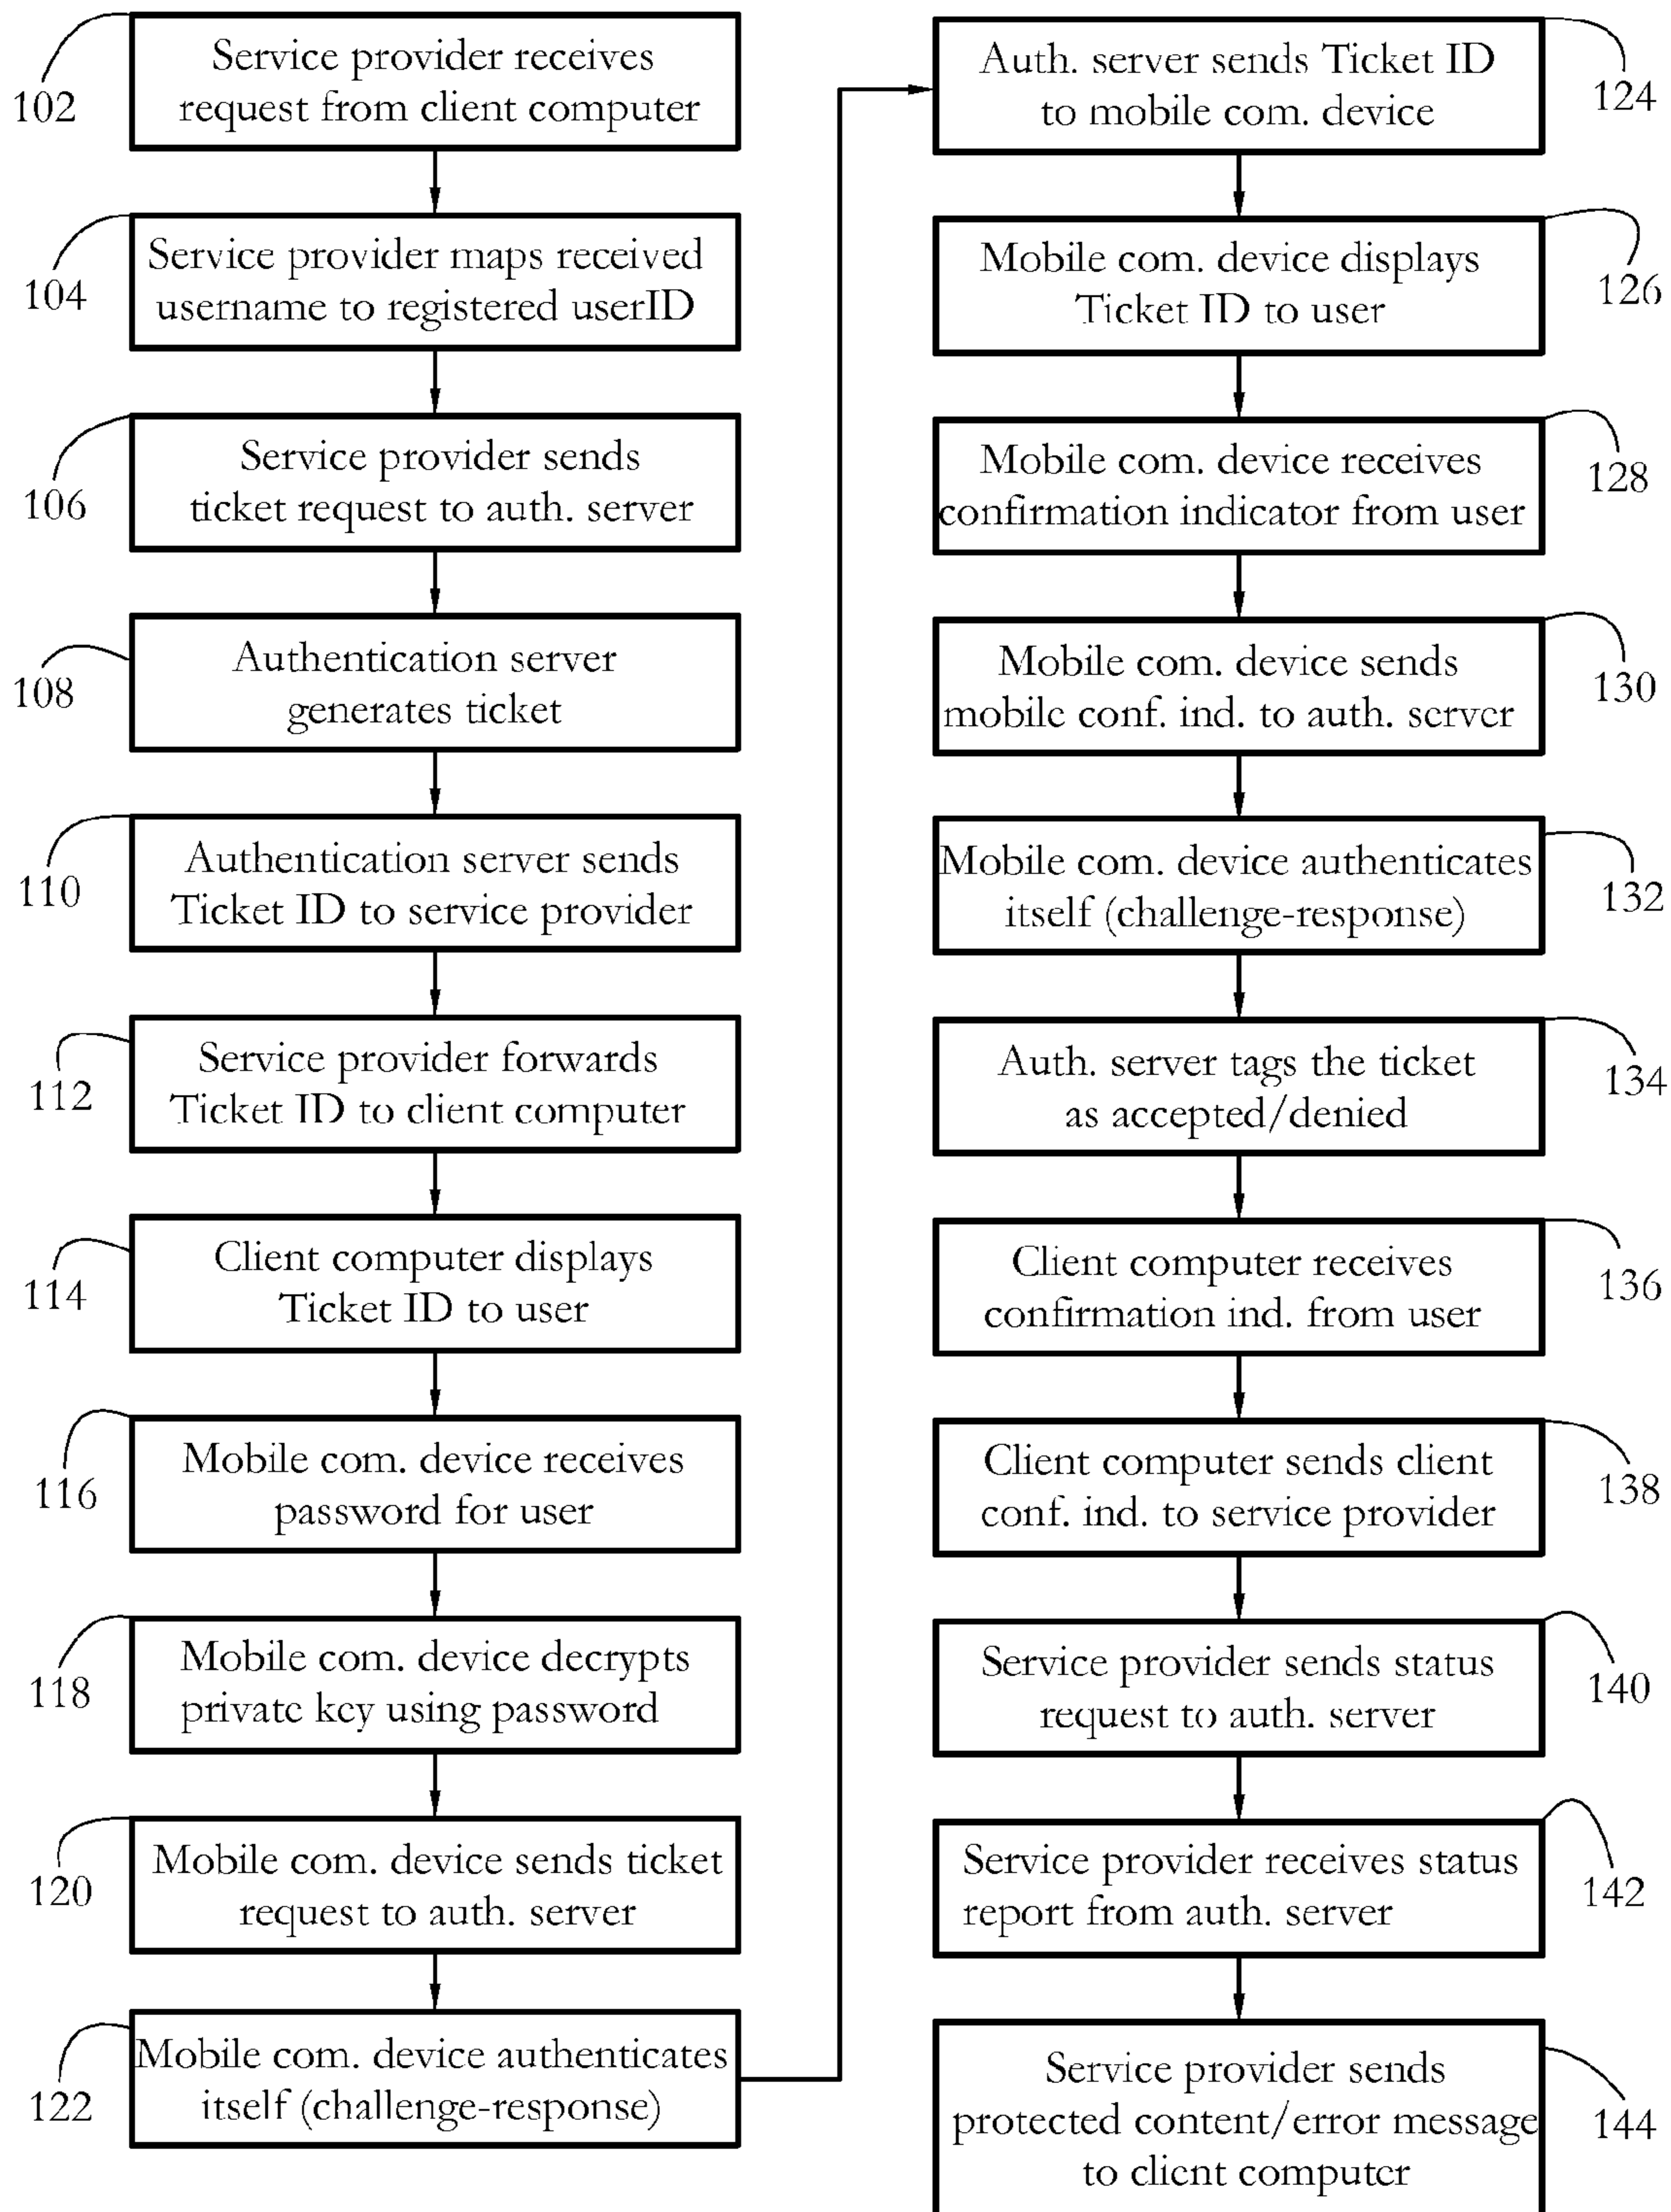 Service provider receives
request from client computer
102
Service provider maps received
username to registered userID
104
Service provider sends
ticket request to auth. server
106
Authentication server
generates ticket
108
Authentication server sends
Ticket ID to service provider
110
Service provider forwards
Ticket ID to client computer
112
Client computer displays
Ticket ID to user
114
Mobile com. device receives
password for user
116
Mobile com. device decrypts
private key using password
118
Mobile com. device sends ticket
request to auth. server
120
Mobile com. device authenticates
itself (challenge-response)
122
Auth. server sends Ticket ID
to mobile com. device
124
Mobile com. device displays
Ticket ID to user
126
Mobile com. device receives
confirmation indicator from user
128
Mobile com. device sends
mobile conf. ind. to auth. server
130
Mobile com. device authenticates
itself (challenge-response)
132
Auth. server tags the ticket
as accepted/denied
134
Client computer receives
confirmation ind. from user
136
Client computer sends client
conf. ind. to service provider
138
Service provider sends status
request to auth. server
140
Service provider receives status
report from auth. server
142
Service provider sends
protected content/error message
to client computer
144